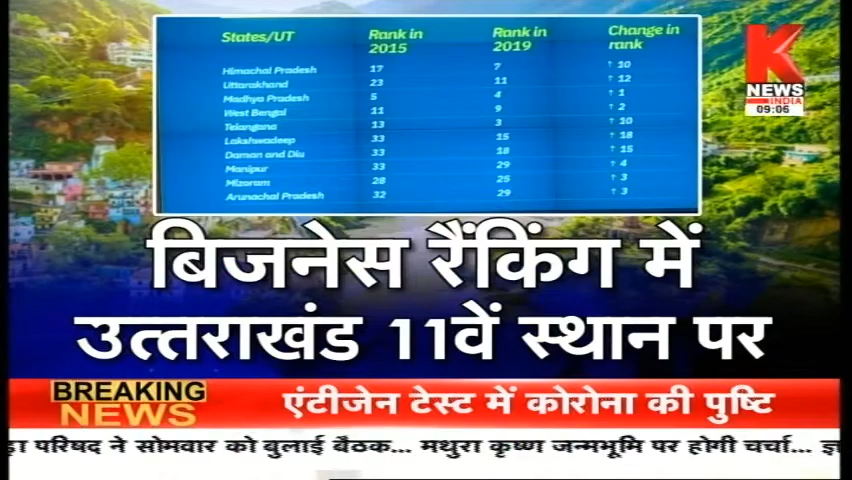 States/UT Rank in 2015 Rank in 2019 Change in rank
Himachal Pradesh 17 7 ↑ 10
Uttarakhand 23 11 ↑ 12
Madhya Pradesh 5 4 ↑ 1
West Bengal 11 9 ↑ 2
Telangana 13 3 ↑ 10
Lakshwadeep 33 15 ↑ 18
Daman and Diu 33 18 ↑ 15
Manipur 33 29 ↑ 4
Mizoram 28 25 ↑ 3
Arunachal Pradesh 32 29 ↑ 3
K
NEWS
INDIA
09:06
बिजनेस रैंकिंग में
उत्तराखंड 11वें स्थान पर
BREAKING
NEWS
एंटीजेन टेस्ट में कोरोना की पुष्टि
परिषद ने सोमवार को बुलाई बैठक... मथुरा कृष्ण जन्मभूमि पर होगी चर्चा...